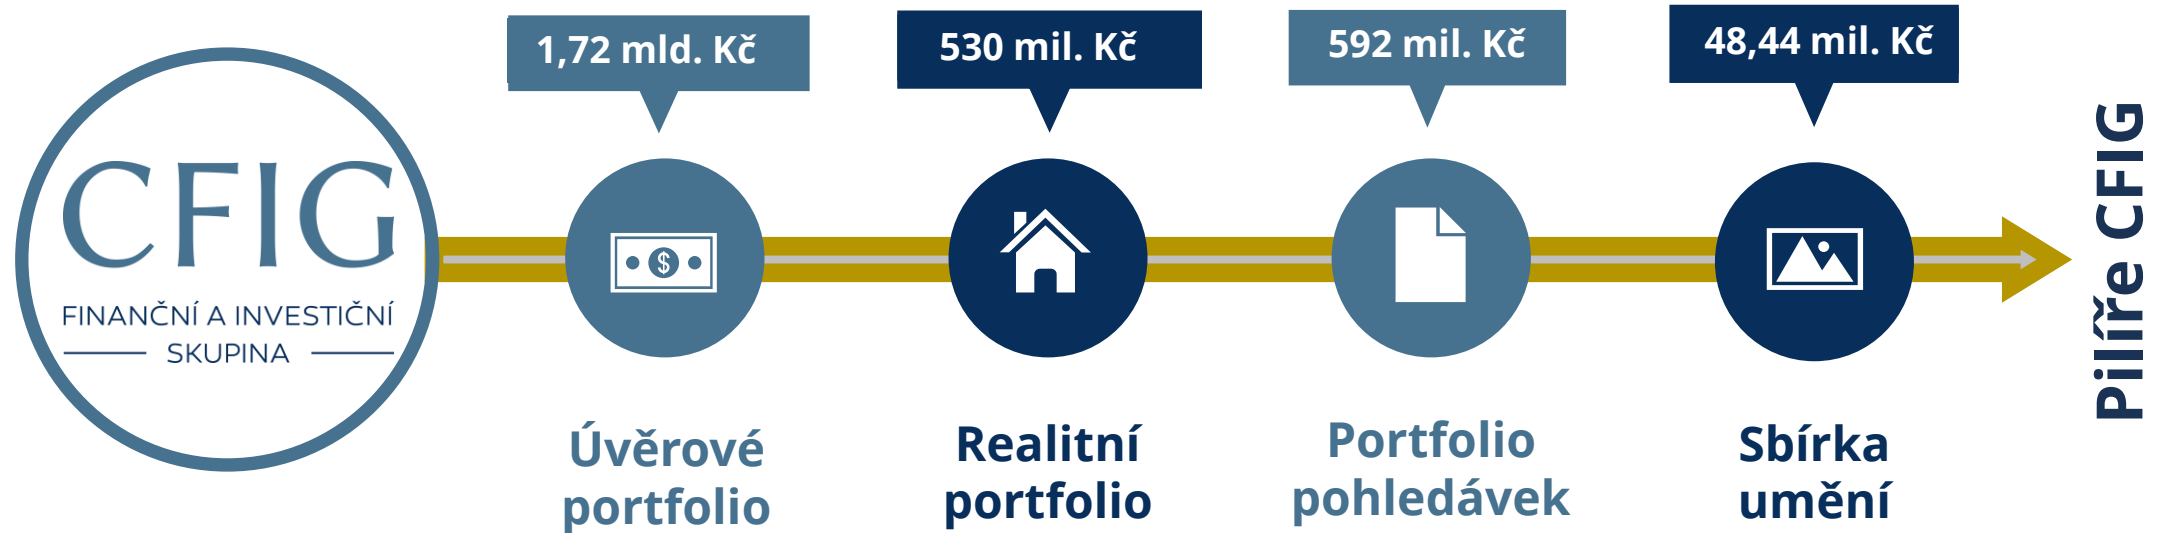 CFIG
FINANČNÍ A INVESTIČNÍ
SKUPINA
1,72 mld. Kč
Úvěrové
portfolio
530 mil. Kč
Realitní
portfolio
592 mil. Kč
Portfolio
pohledávek
48,44 mil. Kč
Sbírka
umění
Pilíře CFIG